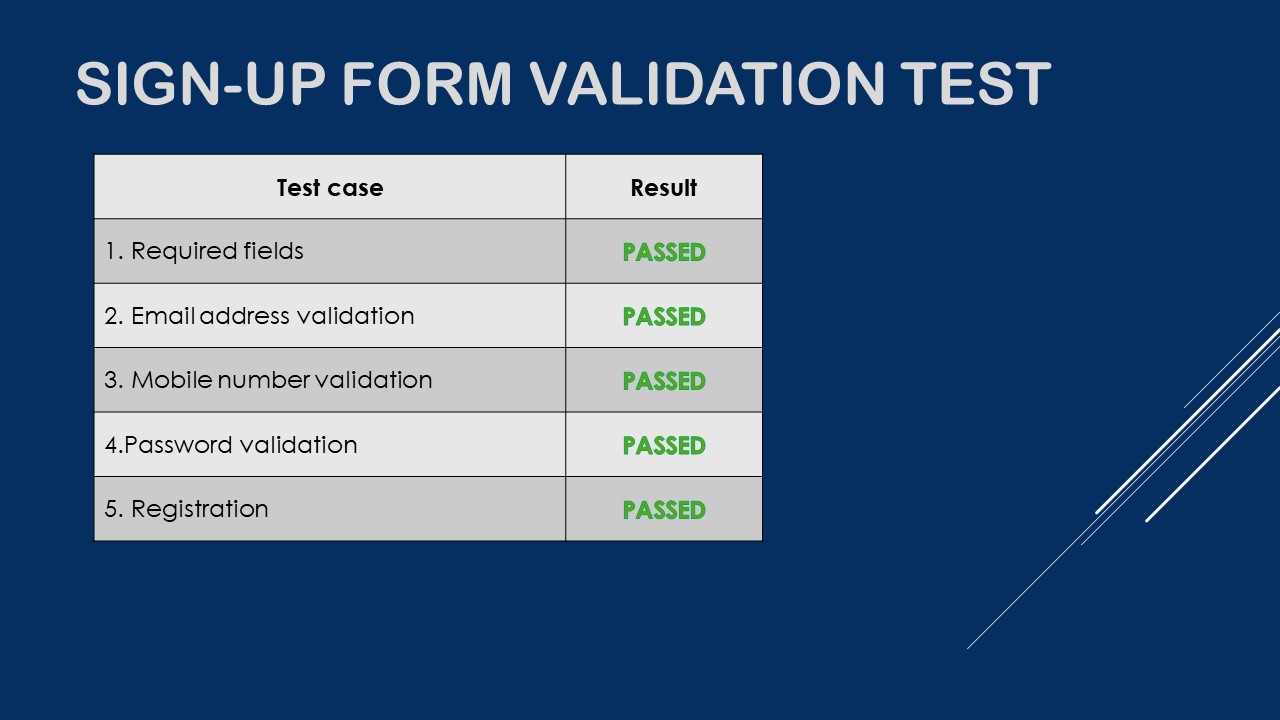 SIGN-UP FORM VALIDATION TEST
Test case Result
1. Required fields PASSED
2. Email address validation PASSED
3. Mobile number validation PASSED
4.Password validation PASSED
5. Registration PASSED